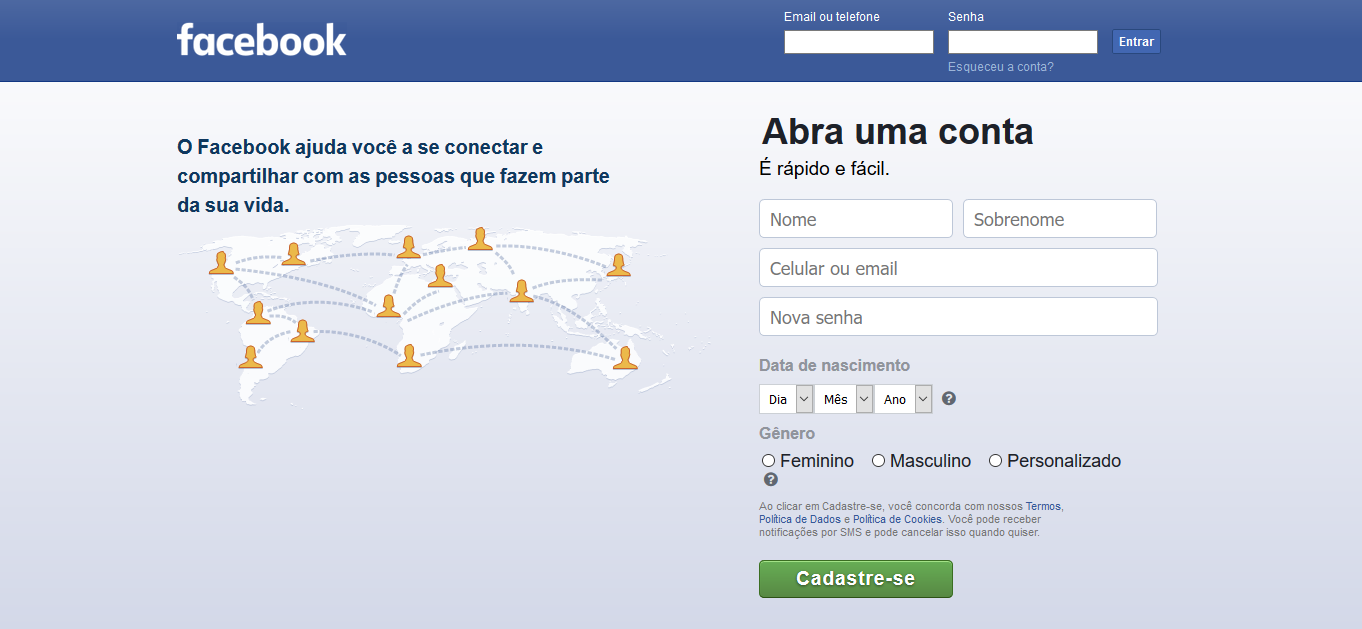 facebook
Email ou telefone
Senha
Entrar
Esqueceu a conta?
O Facebook ajuda você a se conectar e
compartilhar com as pessoas que fazem parte
da sua vida.
Abra uma conta
É rápido e fácil.
Nome
Sobrenome
Celular ou email
Nova senha
Data de nascimento
Dia Mês Ano ?
Gênero
Feminino Masculino Personalizado
?
Ao clicar em Cadastre-se, você concorda com nossos Termos,
Política de Dados e Política de Cookies. Você pode receber
notificações por SMS e pode cancelar isso quando quiser.
Cadastre-se